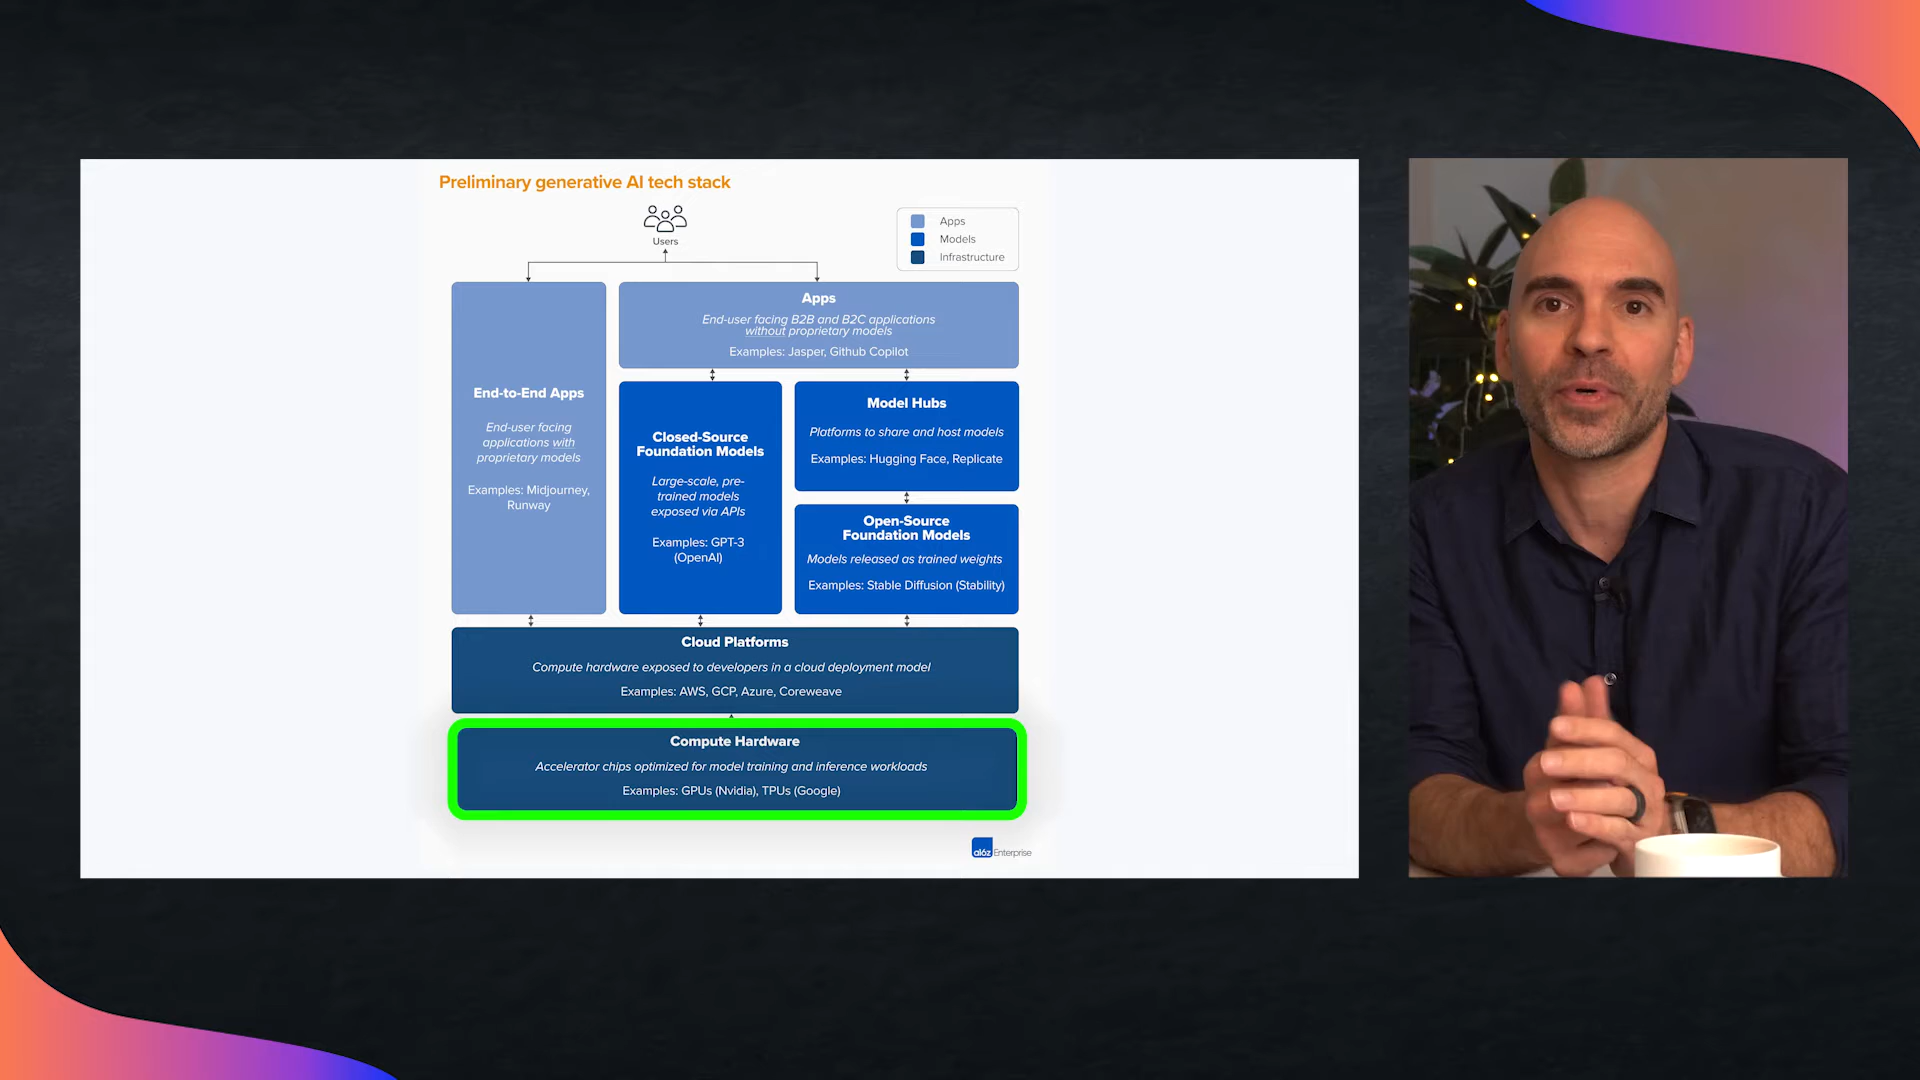 Preliminary generative AI tech stack
Users
Apps
Models
Infrastructure
End-to-End Apps
End-user facing
applications with
proprietary models
Examples: Midjourney,
Runway
Apps
End-user facing B2B and B2C applications
without proprietary models
Examples: Jasper, Github Copilot
Closed-Source
Foundation Models
Large-scale, pre-
trained models
exposed via APIs
Examples: GPT-3
(OpenAI)
Model Hubs
Platforms to share and host models
Examples: Hugging Face, Replicate
Open-Source
Foundation Models
Models released as trained weights
Examples: Stable Diffusion (Stability)
Cloud Platforms
Compute hardware exposed to developers in a cloud deployment model
Examples: AWS, GCP, Azure, Coreweave
Compute Hardware
Accelerator chips optimized for model training and inference workloads
Examples: GPUs (Nvidia), TPUs (Google)
a16z Enterprise